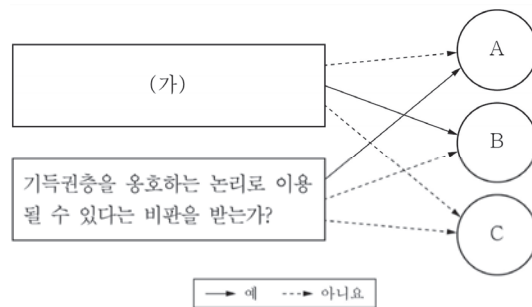 (가)
기득권층을 옹호하는 논리로 이용
될 수 있다는 비판을 받는가?
A
B
C
예
아니요